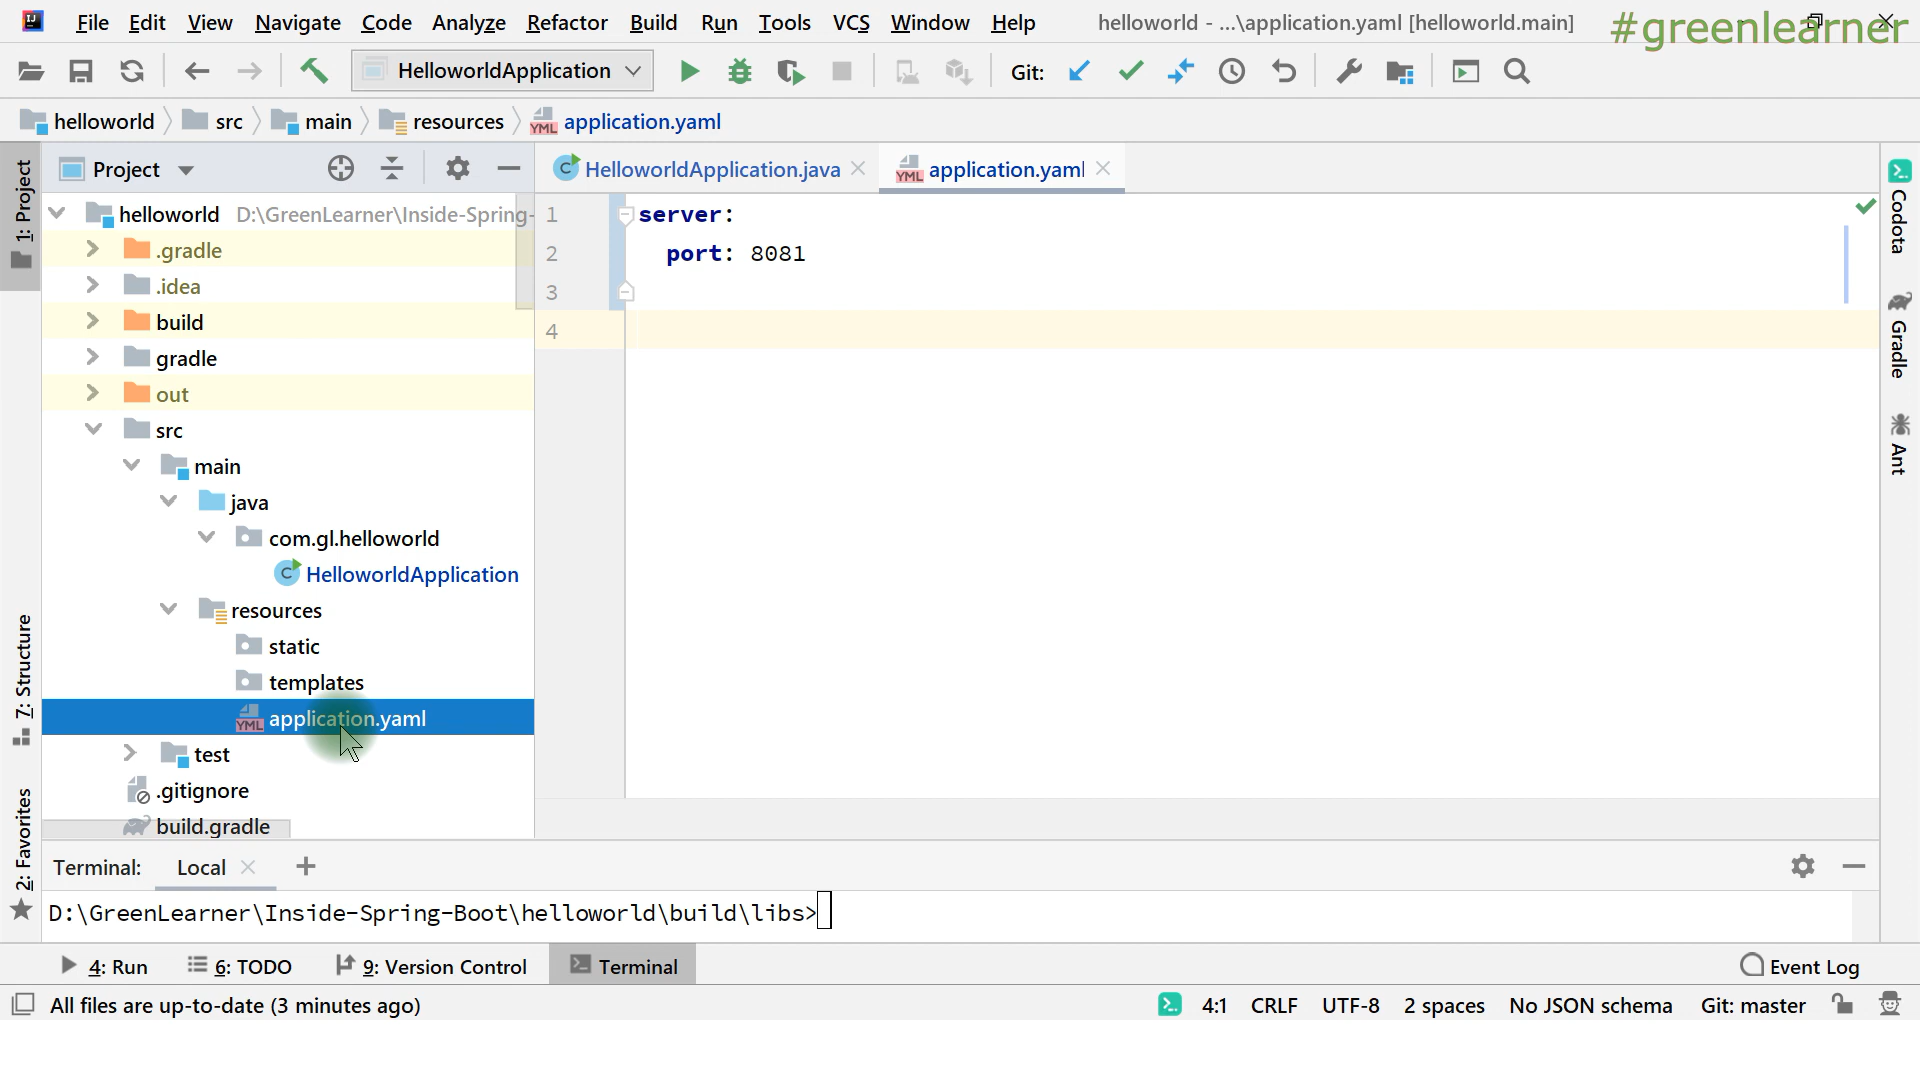 File Edit View Navigate Code Analyze Refactor Build Run Tools VCS Window Help helloworld - ...\application.yaml [helloworld.main]
#greenlearner
HelloworldApplication Git:
helloworld src main resources application.yaml
1: Project
7: Structure
2: Favorites
Project
helloworld D:\GreenLearner\Inside-Spring-
.gradle
.idea
build
gradle
out
src
main
java
com.gl.helloworld
HelloworldApplication
resources
static
templates
application.yaml
test
.gitignore
build.gradle
HelloworldApplication.java application.yaml
1 server:
2 port: 8081
3
4
Codota
Gradle
Ant
Terminal: Local
D:\GreenLearner\Inside-Spring-Boot\helloworld\build\libs>
4: Run 6: TODO 9: Version Control Terminal Event Log
All files are up-to-date (3 minutes ago) 4:1 CRLF UTF-8 2 spaces No JSON schema Git: master